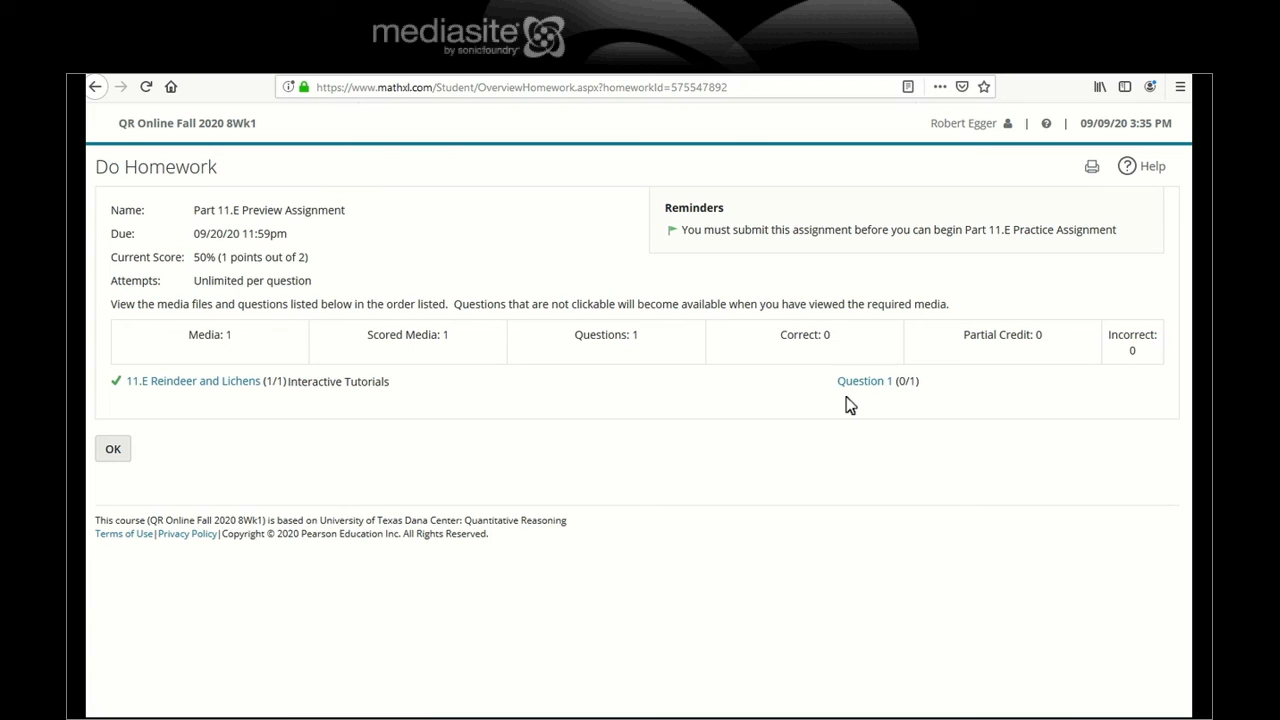 mediasite
by sonicfoundry
https://www.mathxl.com/Student/OverviewHomework.aspx?homeworkId=575547892
QR Online Fall 2020 8Wk1
Robert Egger | ? | 09/09/20 3:35 PM
Do Homework
? Help
Name: Part 11.E Preview Assignment
Due: 09/20/20 11:59pm
Current Score: 50% (1 points out of 2)
Attempts: Unlimited per question
Reminders
You must submit this assignment before you can begin Part 11.E Practice Assignment
View the media files and questions listed below in the order listed. Questions that are not clickable will become available when you have viewed the required media.
Media: 1 Scored Media: 1 Questions: 1 Correct: 0 Partial Credit: 0 Incorrect:
0
11.E Reindeer and Lichens (1/1) Interactive Tutorials Question 1 (0/1)
OK
This course (QR Online Fall 2020 8Wk1) is based on University of Texas Dana Center: Quantitative Reasoning
Terms of Use|Privacy Policy|Copyright © 2020 Pearson Education Inc. All Rights Reserved.